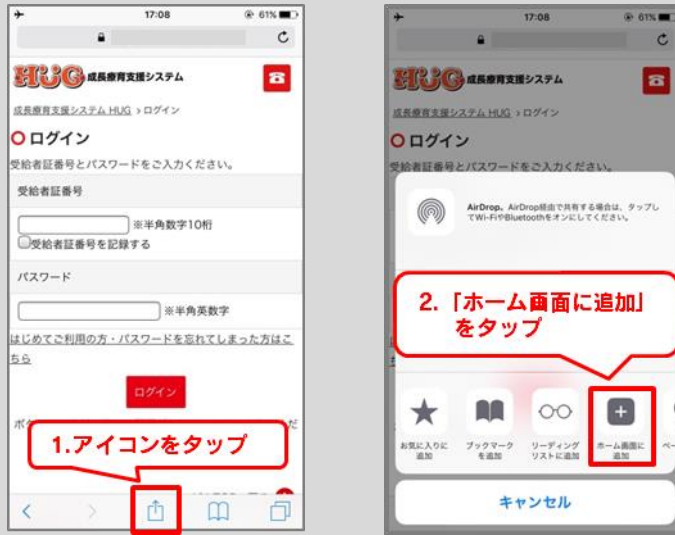 17:08
61%
HUG 成長療育支援システム
成長療育支援システム HUG › ログイン
ログイン
受給者証番号とパスワードをご入力ください。
受給者証番号
※半角数字10桁
受給者証番号を記録する
パスワード
※半角英数字
はじめてご利用の方・パスワードを忘れてしまった方はこ
ちら
ログイン
1.アイコンをタップ
17:08
61%
HUG 成長療育支援システム
成長療育支援システム HUG › ログイン
ログイン
受給者証番号とパスワードをご入力ください。
AirDrop。AirDrop経由で共有する場合は、タップし
てWi-FiやBluetoothをオンにしてください。
2.「ホーム画面に追加」
をタップ
お気に入りに
追加
ブックマーク
を追加
リーディング
リストに追加
ホーム画面に
追加
キャンセル